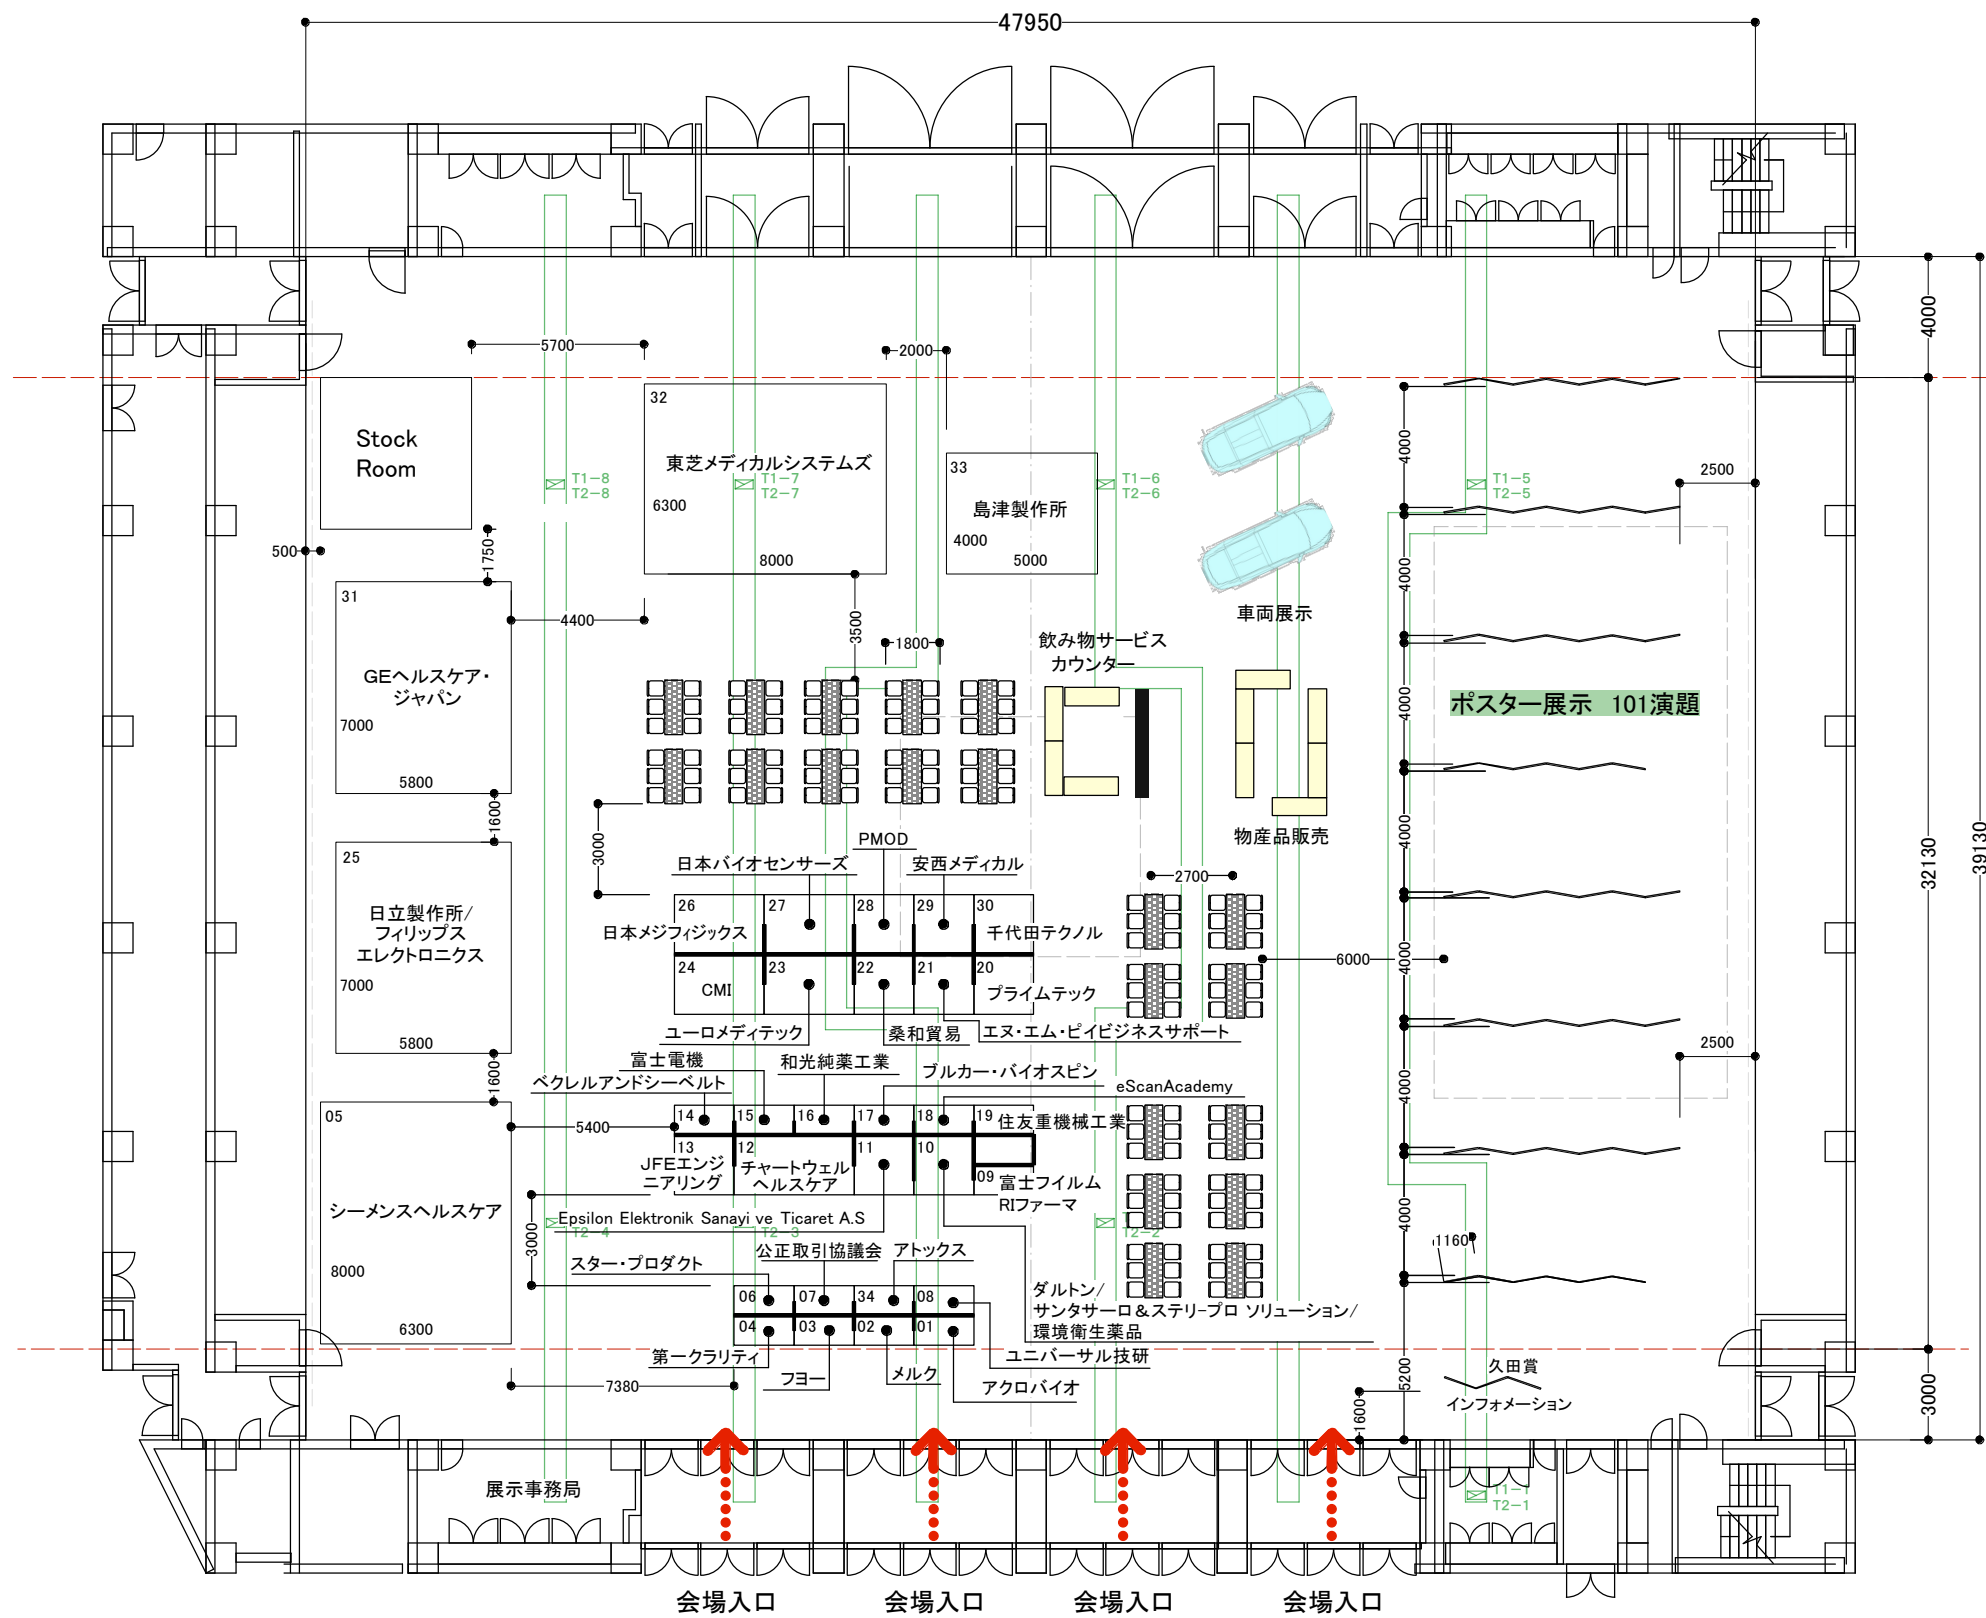 47950
5700
2000
4000
32
東芝メディカルシステムズ
6300
8000
33
島津製作所
4000
5000
Stock
Room
T1-8
T2-8
T1-7
T2-7
T1-6
T2-6
T1-5
T2-5
4000
2500
500
1750
31
GEヘルスケア・
ジャパン
7000
5800
4400
3500
1800
車両展示
飲み物サービス
カウンター
4000
4000
ポスター展示 101演題
32130
39130
1600
3000
物産品販売
4000
25
日立製作所/
フィリップス
エレクトロニクス
7000
5800
PMOD
日本バイオセンサーズ
安西メディカル
26
27
28
29
30
日本メジフィジックス
千代田テクノル
24
23
22
21
20
CMI
プライムテック
ユーロメディテック
桑和貿易
エヌ・エム・ピイビジネスサポート
2700
6000
4000
2500
1600
富士電機
和光純薬工業
ブルカー・バイオスピン
ベクレルアンドシーベルト
eScanAcademy
4000
05
シーメンスヘルスケア
8000
6300
5400
14
15
16
17
18
19
住友重機械工業
13
12
11
10
09
JFEエンジ
ニアリング
チャートウェル
ヘルスケア
富士フイルム
RIファーマ
Epsilon Elektronik Sanayi ve Ticaret A.S
T2-4
T2-3
T2-2
3000
4000
1160
公正取引協議会
アトックス
スター・プロダクト
06
07
34
08
04
03
02
01
ダルトン/
サンタサーロ&ステリープロ ソリューション/
環境衛生薬品
第一クラリティ
フヨー
メルク
ユニバーサル技研
アクロバイオ
7380
5200
1600
久田賞
インフォメーション
3000
展示事務局
T1-1
T2-1
会場入口
会場入口
会場入口
会場入口